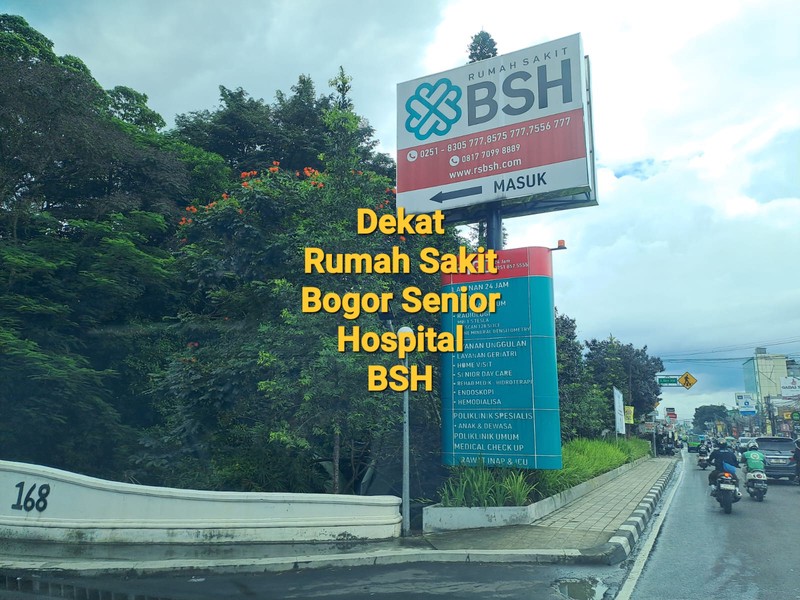 RUMAH SAKIT
BSH
0251 - 8305 777,8575 777,7556 777
0817 7099 8889
www.rsbsh.com
MASUK
Dekat
Rumah Sakit
Bogor Senior
Hospital
BSH
24 JAM
UNGGULAN
LAYANAN GERIATRI
HOME VISIT
SENIOR DAY CARE
ENDOSKOPI
HEMODIALISA
POLIKLINIK SPESIALIS
ANAK & DEWASA
POLIKLINIK UMUM
MEDICAL CHECK UP
RAWAT INAP & ICU
168